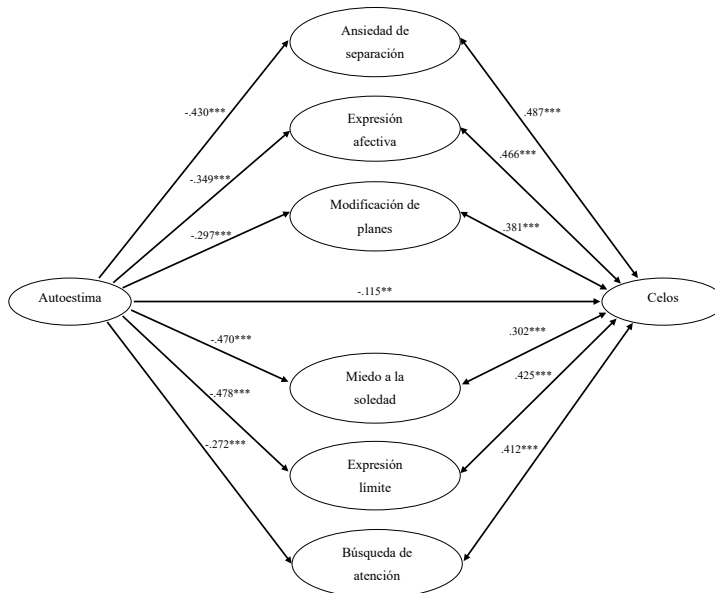 Ansiedad de
separación
-.430***
.487***
Expresión
afectiva
-.349***
.466***
Modificación de
planes
-.297***
.381***
Autoestima
-.115**
Celos
-.470***
.302***
Miedo a la
soledad
-.478***
.425***
Expresión
límite
-.272***
.412***
Búsqueda de
atención